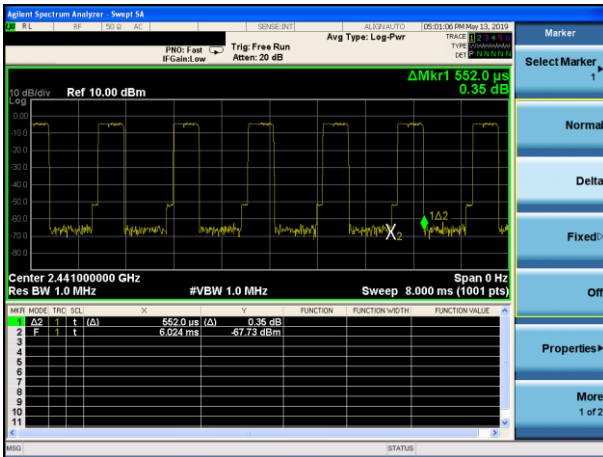 Agilent Spectrum Analyzer - Swept SA
RL RF 50 Ω AC SENSE:INT ALIGNAUTO 05:01:06 PM May 13, 2019
Marker
PNO: Fast
IFGain:Low
Trig: Free Run
Atten: 20 dB
Avg Type: Log-Pwr
TRACE 1 2 3 4 5 6
TYPE
DET P N N N N N
Select Marker
1
ΔMkr1 552.0 µs
0.35 dB
10 dB/div Ref 10.00 dBm
Log
0.00
-10.0
-20.0
-30.0
-40.0
-50.0
-60.0
-70.0
-80.0
1Δ2
X2
Normal
Delta
Fixed
Off
Properties
More
1 of 2
Center 2.441000000 GHz Span 0 Hz
Res BW 1.0 MHz #VBW 1.0 MHz Sweep 8.000 ms (1001 pts)
MKR MODE TRC SCL X Y FUNCTION FUNCTION WIDTH FUNCTION VALUE
1 Δ2 1 t (Δ) 552.0 µs (Δ) 0.35 dB
2 F 1 t 6.024 ms -67.73 dBm
3
4
5
6
7
8
9
10
11
MSG STATUS